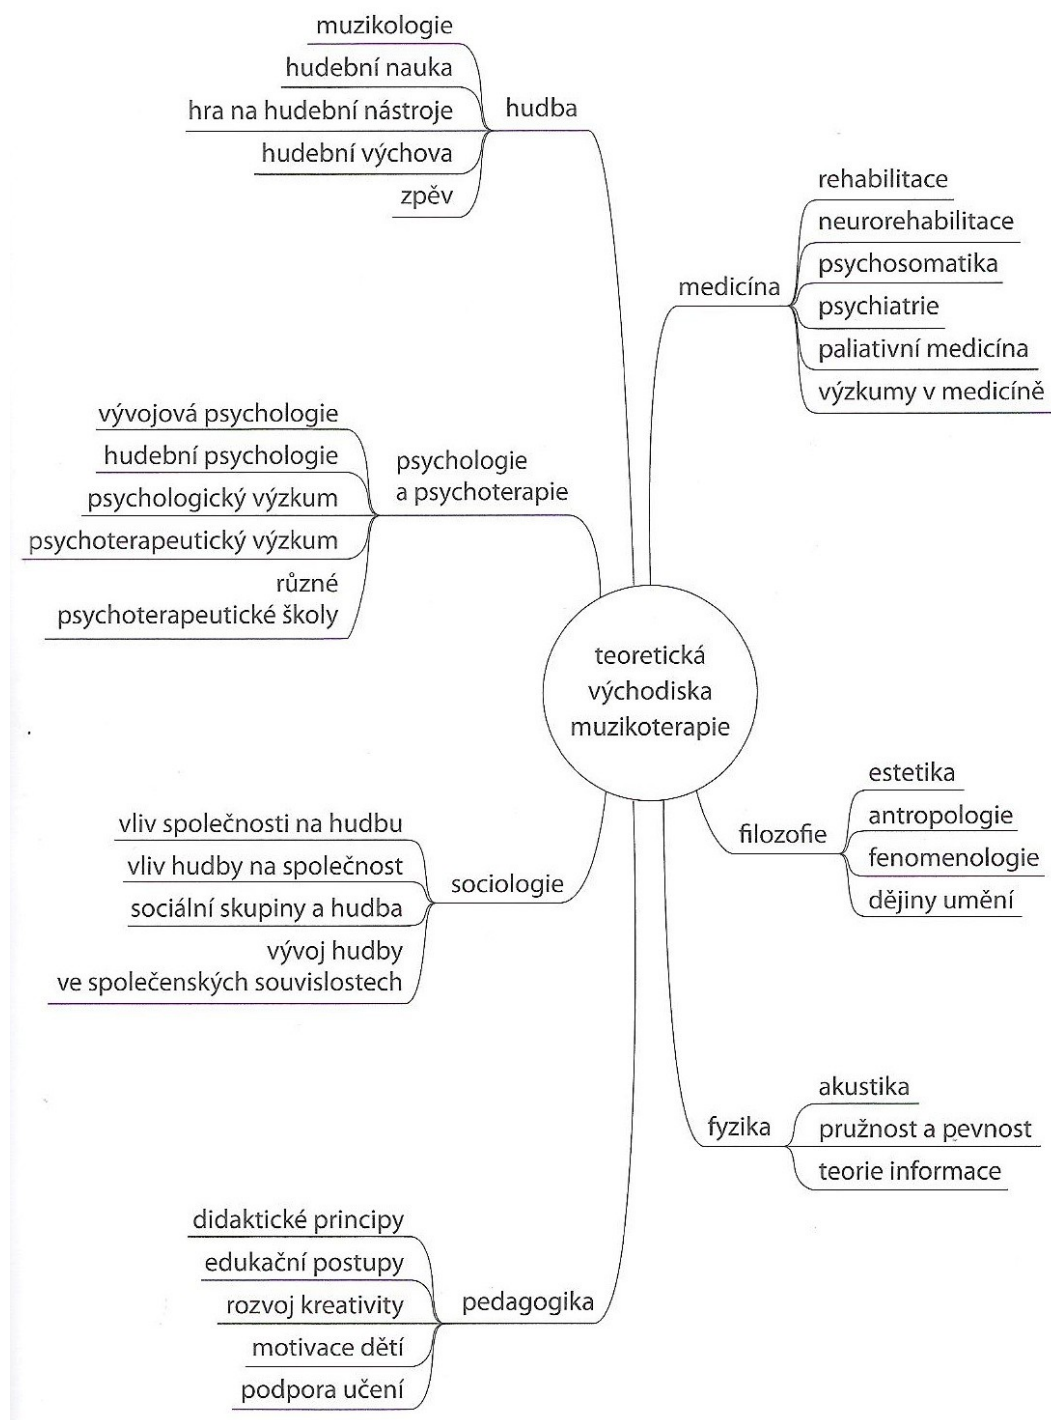 muzikologie
hudební nauka
hra na hudební nástroje
hudební výchova
zpěv
hudba
rehabilitace
neurorehabilitace
psychosomatika
psychiatrie
paliativní medicína
výzkumy v medicíně
medicína
vývojová psychologie
hudební psychologie
psychologický výzkum
psychoterapeutický výzkum
různé
psychoterapeutické školy
psychologie
a psychoterapie
teoretická
východiska
muzikoterapie
estetika
antropologie
fenomenologie
dějiny umění
filozofie
vliv společnosti na hudbu
vliv hudby na společnost
sociální skupiny a hudba
vývoj hudby
ve společenských souvislostech
sociologie
akustika
pružnost a pevnost
teorie informace
fyzika
didaktické principy
edukační postupy
rozvoj kreativity
motivace dětí
podpora učení
pedagogika